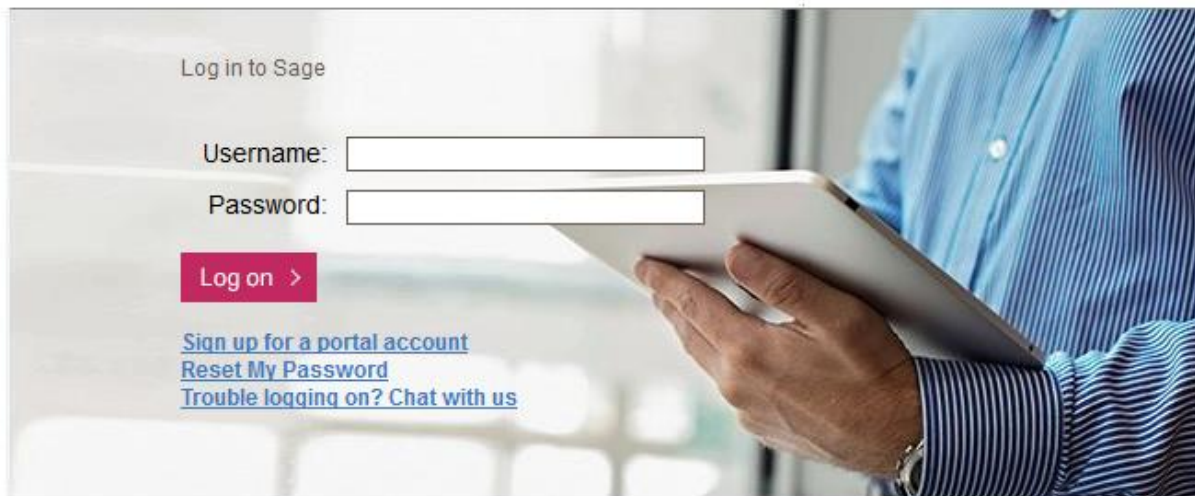 Log in to Sage
Username:
Password:
Log on >
Sign up for a portal account
Reset My Password
Trouble logging on? Chat with us